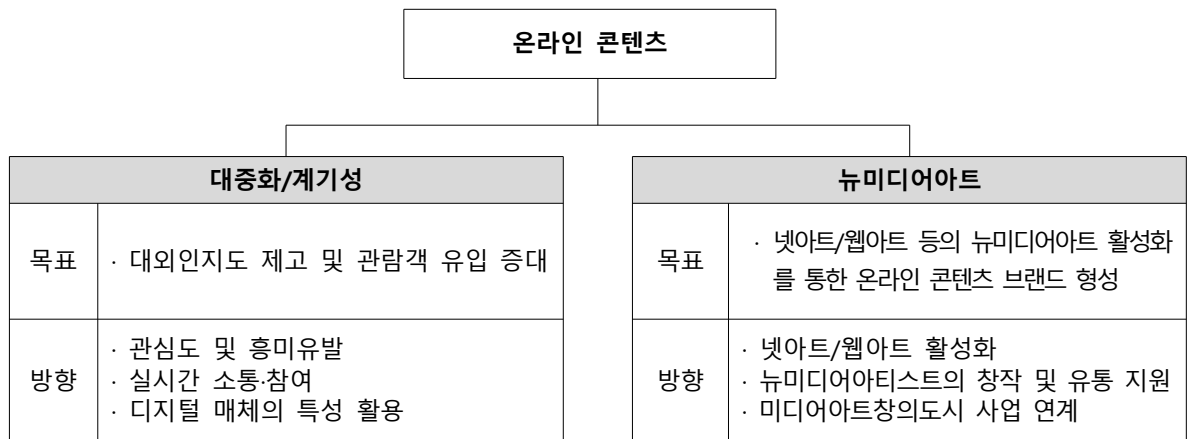 온라인 콘텐츠
대중화/계기성
목표
· 대외인지도 제고 및 관람객 유입 증대
방향
· 관심도 및 흥미유발
· 실시간 소통·참여
· 디지털 매체의 특성 활용
뉴미디어아트
목표
· 넷아트/웹아트 등의 뉴미디어아트 활성화
를 통한 온라인 콘텐츠 브랜드 형성
방향
· 넷아트/웹아트 활성화
· 뉴미디어아티스트의 창작 및 유통 지원
· 미디어아트창의도시 사업 연계